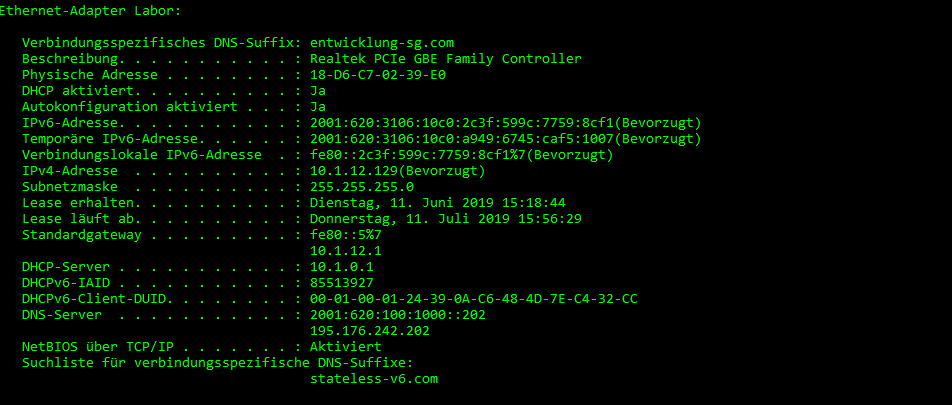 Ethernet-Adapter Labor:
Verbindungsspezifisches DNS-Suffix: entwicklung-sg.com
Beschreibung. . . . . . . . . . . : Realtek PCIe GBE Family Controller
Physische Adresse . . . . . . . . : 18-D6-C7-02-39-E0
DHCP aktiviert. . . . . . . . . . : Ja
Autokonfiguration aktiviert . . . : Ja
IPv6-Adresse. . . . . . . . . . . : 2001:620:3106:10c0:2c3f:599c:7759:8cf1(Bevorzugt)
Temporäre IPv6-Adresse. . . . . . : 2001:620:3106:10c0:a949:6745:caf5:1007(Bevorzugt)
Verbindungslokale IPv6-Adresse  . : fe80::2c3f:599c:7759:8cf1%7(Bevorzugt)
IPv4-Adresse  . . . . . . . . . . : 10.1.12.129(Bevorzugt)
Subnetzmaske  . . . . . . . . . . : 255.255.255.0
Lease erhalten. . . . . . . . . . : Dienstag, 11. Juni 2019 15:18:44
Lease läuft ab. . . . . . . . . . : Donnerstag, 11. Juli 2019 15:56:29
Standardgateway . . . . . . . . . : fe80::5%7
10.1.12.1
DHCP-Server . . . . . . . . . . . : 10.1.0.1
DHCPv6-IAID . . . . . . . . . . . : 85513927
DHCPv6-Client-DUID. . . . . . . . : 00-01-00-01-24-39-0A-C6-48-4D-7E-C4-32-CC
DNS-Server  . . . . . . . . . . . : 2001:620:100:1000::202
195.176.242.202
NetBIOS über TCP/IP . . . . . . . : Aktiviert
Suchliste für verbindungsspezifische DNS-Suffixe:
stateless-v6.com